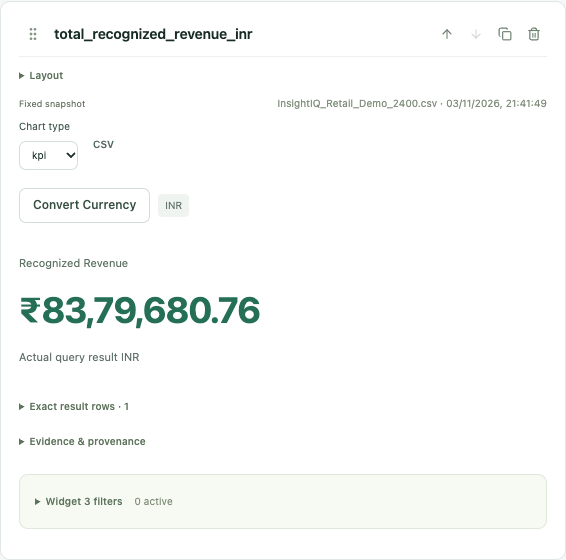 total_recognized_revenue_inr
Layout
Fixed snapshot InsightIQ_Retail_Demo_2400.csv · 03/11/2026, 21:41:49
Chart type
kpi CSV
Convert Currency INR
Recognized Revenue
₹83,79,680.76
Actual query result INR
Exact result rows · 1
Evidence & provenance
Widget 3 filters 0 active